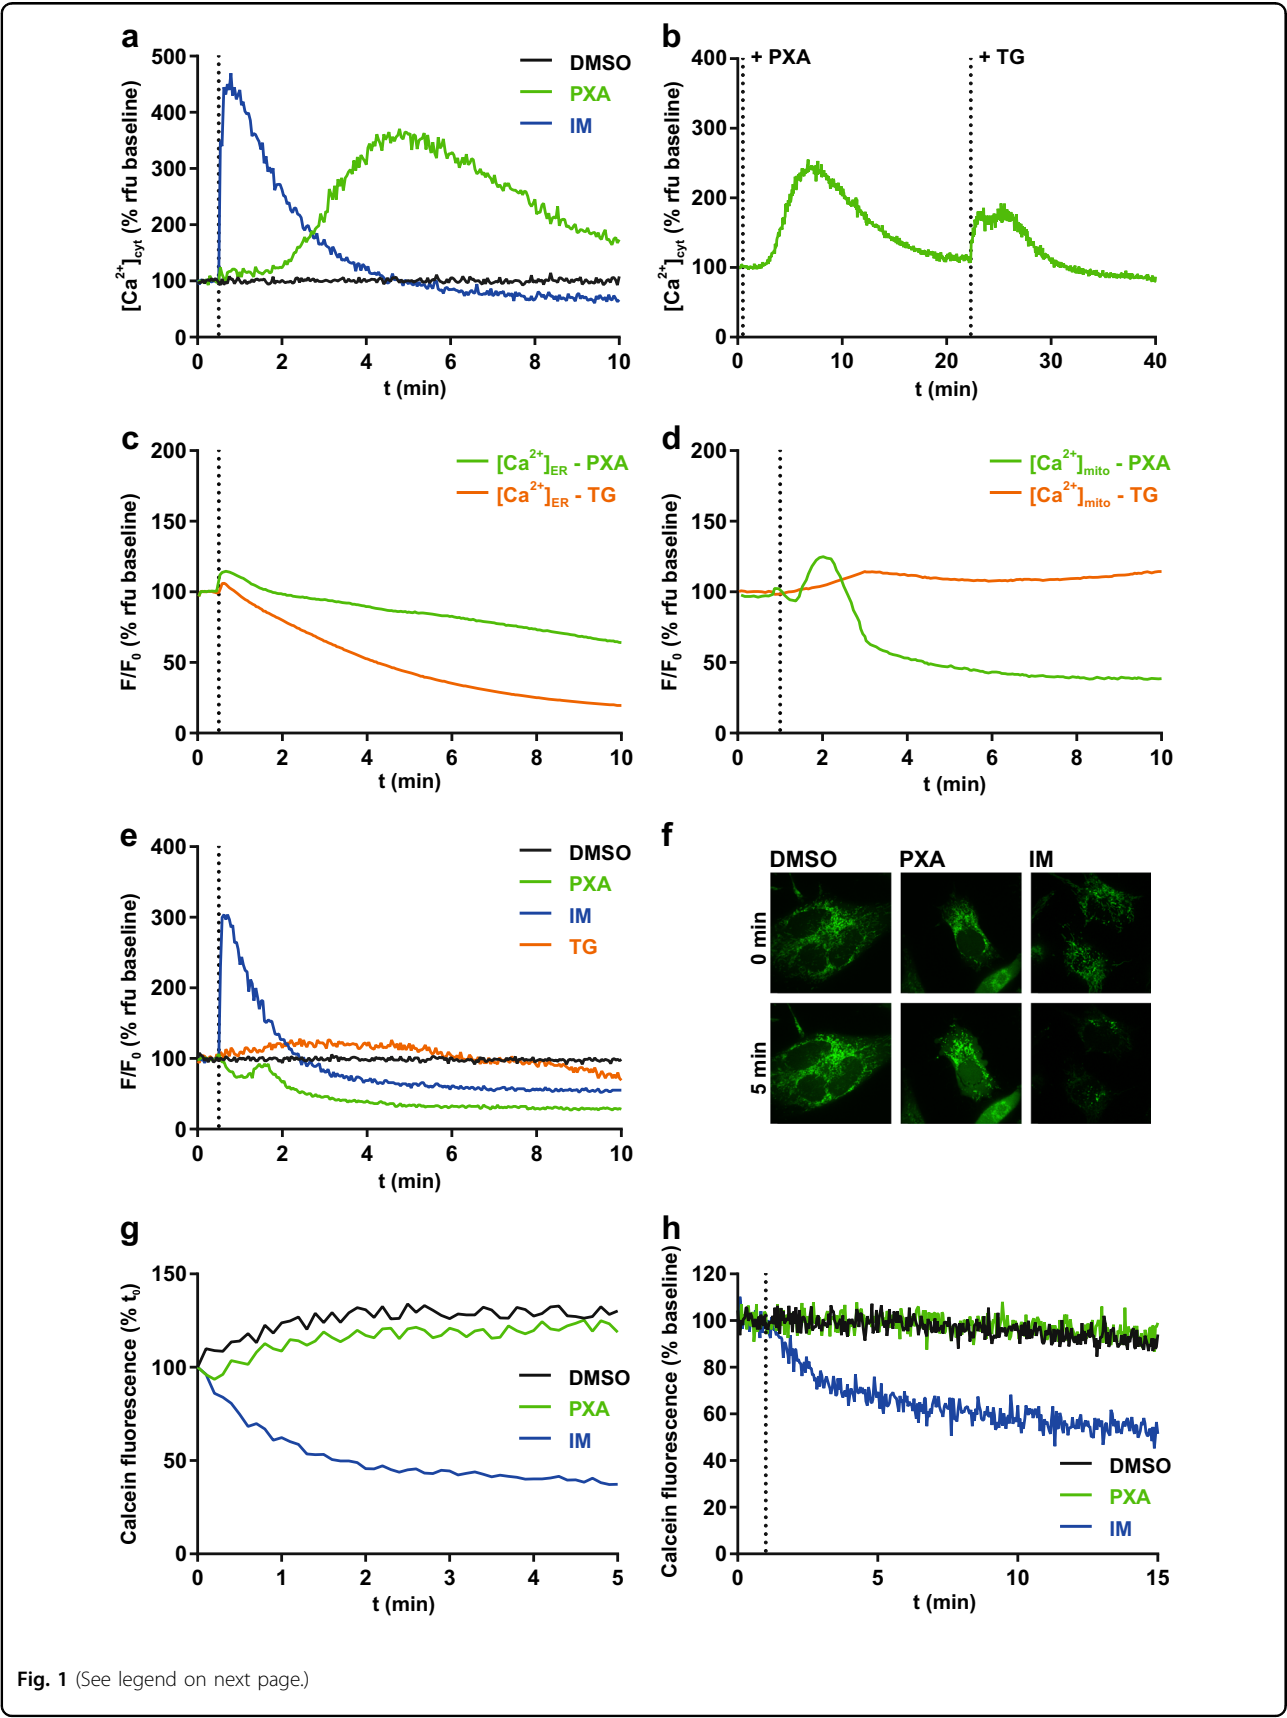 a
500
400
300
200
100
0
[Ca2+]cyt (% rfu baseline)
DMSO
PXA
IM
0 2 4 6 8 10
t (min)
b
400
300
200
100
0
[Ca2+]cyt (% rfu baseline)
+ PXA
+ TG
0 10 20 30 40
t (min)
c
200
150
100
50
0
F/F0 (% rfu baseline)
[Ca2+]ER - PXA
[Ca2+]ER - TG
0 2 4 6 8 10
t (min)
d
200
150
100
50
0
F/F0 (% rfu baseline)
[Ca2+]mito - PXA
[Ca2+]mito - TG
0 2 4 6 8 10
t (min)
e
400
300
200
100
0
F/F0 (% rfu baseline)
DMSO
PXA
IM
TG
0 2 4 6 8 10
t (min)
f
DMSO PXA IM
0 min
5 min
g
150
100
50
0
Calcein fluorescence (% t0)
DMSO
PXA
IM
0 1 2 3 4 5
t (min)
h
120
100
80
60
40
20
0
Calcein fluorescence (% baseline)
DMSO
PXA
IM
0 5 10 15
t (min)
Fig. 1 (See legend on next page.)